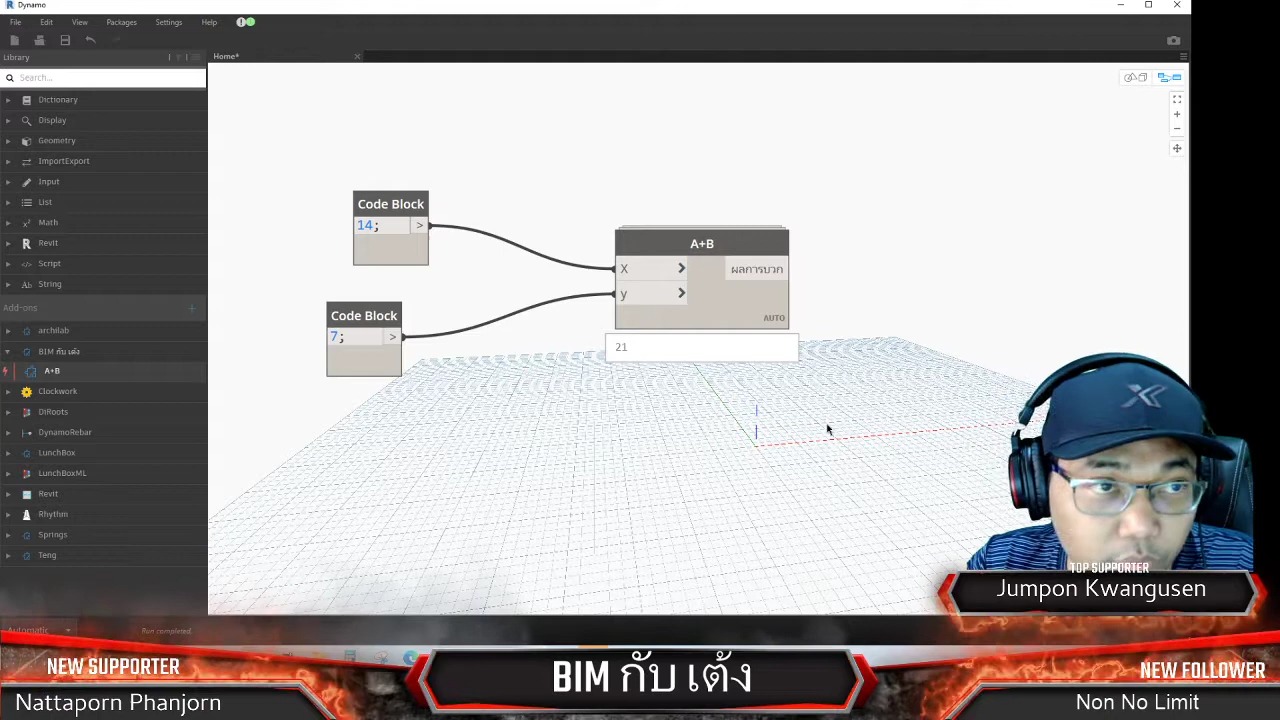 Dynamo
File Edit View Packages Settings Help
Library
Home*
Search...
Dictionary
Display
Geometry
ImportExport
Input
List
Math
Revit
Script
String
Add-ons
archilab
BIM กับ เต้ง
A+B
Clockwork
DiRoots
DynamoRebar
LunchBox
LunchBoxML
Revit
Rhythm
Springs
Teng
Code Block
14;
>
Code Block
7;
>
A+B
X
ผลการบวก
y
AUTO
21
Automatic
Run completed.
TOP SUPPORTER
Jumpon Kwangusen
NEW SUPPORTER
Nattaporn Phanjorn
BIM กับ เต้ง
NEW FOLLOWER
Non No Limit